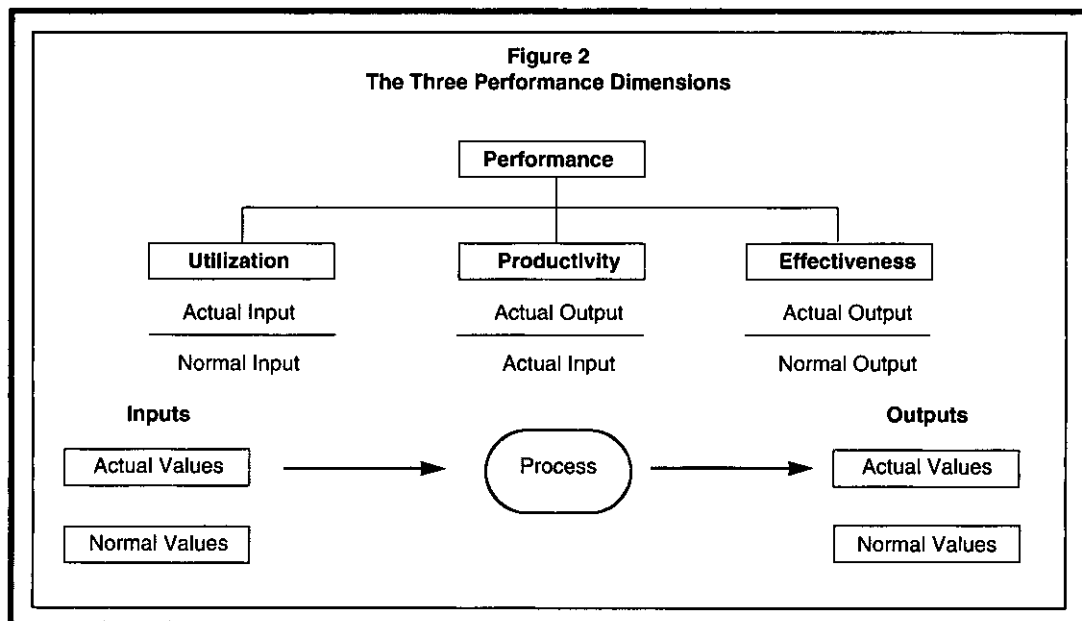 Figure 2
The Three Performance Dimensions
Performance
Utilization Productivity Effectiveness
Actual Input Actual Output Actual Output
Normal Input Actual Input Normal Output
Inputs Outputs
Actual Values Process Actual Values
Normal Values Normal Values